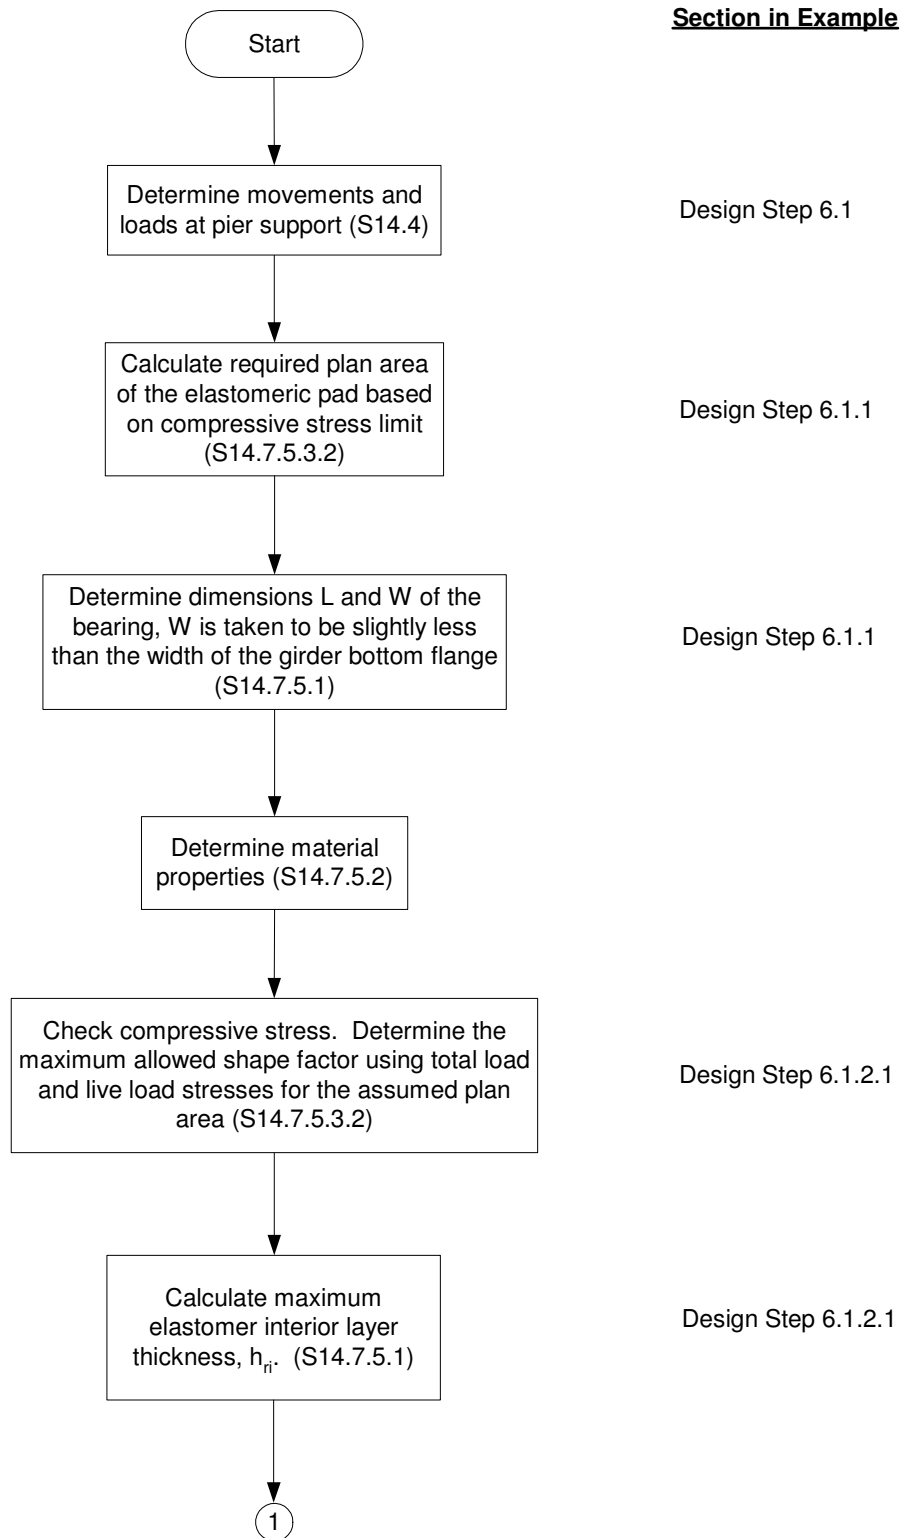 Section in Example
Start
Determine movements and
loads at pier support (S14.4)
Design Step 6.1
Calculate required plan area
of the elastomeric pad based
on compressive stress limit
(S14.7.5.3.2)
Design Step 6.1.1
Determine dimensions L and W of the
bearing, W is taken to be slightly less
than the width of the girder bottom flange
(S14.7.5.1)
Design Step 6.1.1
Determine material
properties (S14.7.5.2)
Check compressive stress.  Determine the
maximum allowed shape factor using total load
and live load stresses for the assumed plan
area (S14.7.5.3.2)
Design Step 6.1.2.1
Calculate maximum
elastomer interior layer
thickness, hri.  (S14.7.5.1)
Design Step 6.1.2.1
1